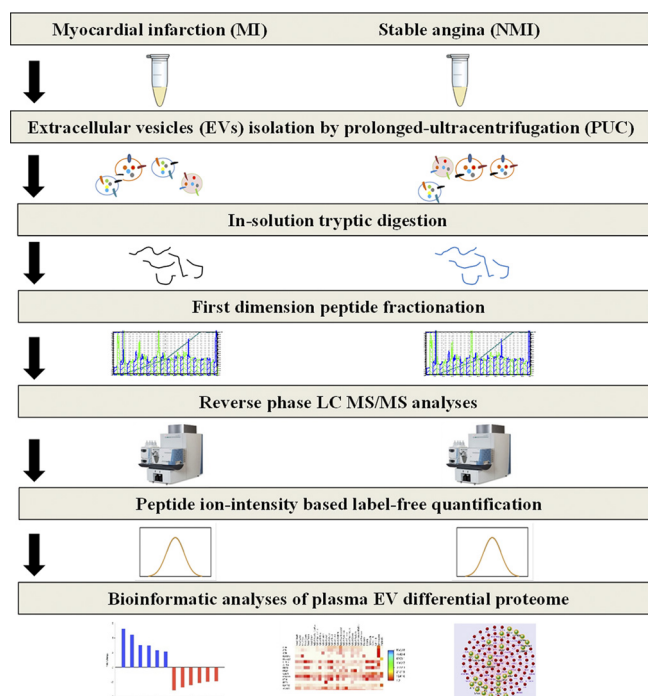 Myocardial infarction (MI) Stable angina (NMI)
Extracellular vesicles (EVs) isolation by prolonged-ultracentrifugation (PUC)
In-solution tryptic digestion
First dimension peptide fractionation
Reverse phase LC MS/MS analyses
Peptide ion-intensity based label-free quantification
Bioinformatic analyses of plasma EV differential proteome